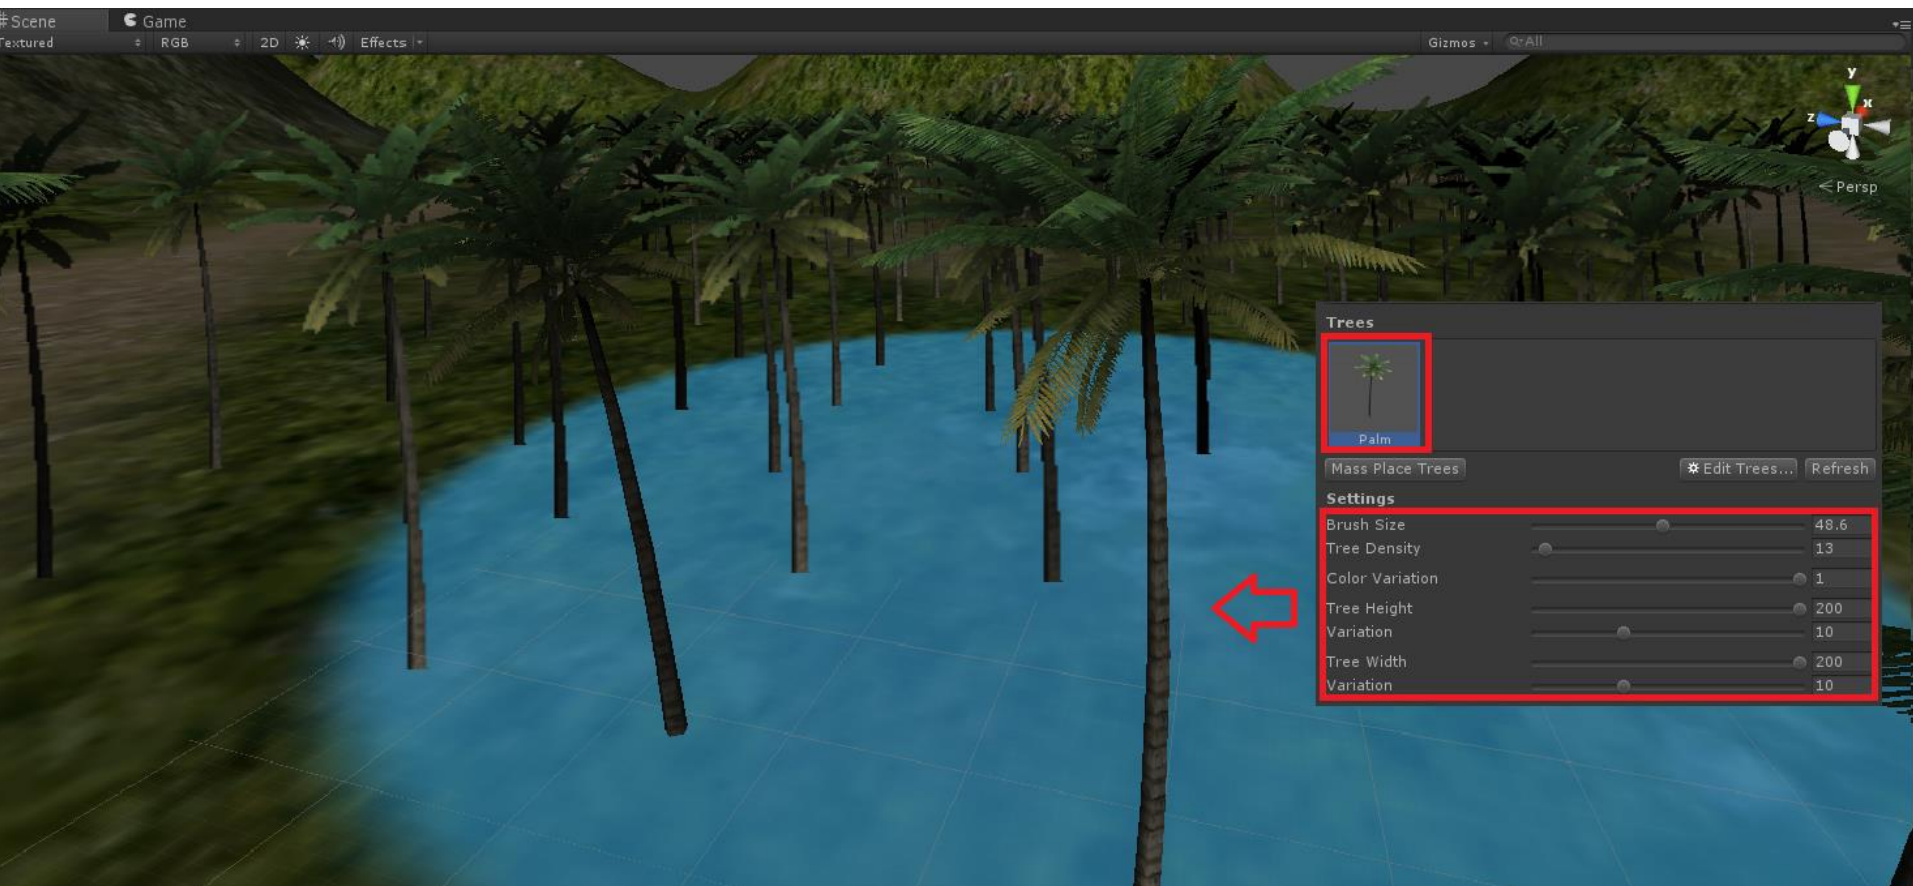 #Scene
Game
Textured
RGB
2D
Effects
Gizmos
All
y
x
z
Persp
Trees
Palm
Mass Place Trees
Edit Trees...
Refresh
Settings
Brush Size 48.6
Tree Density 13
Color Variation 1
Tree Height 200
Variation 10
Tree Width 200
Variation 10